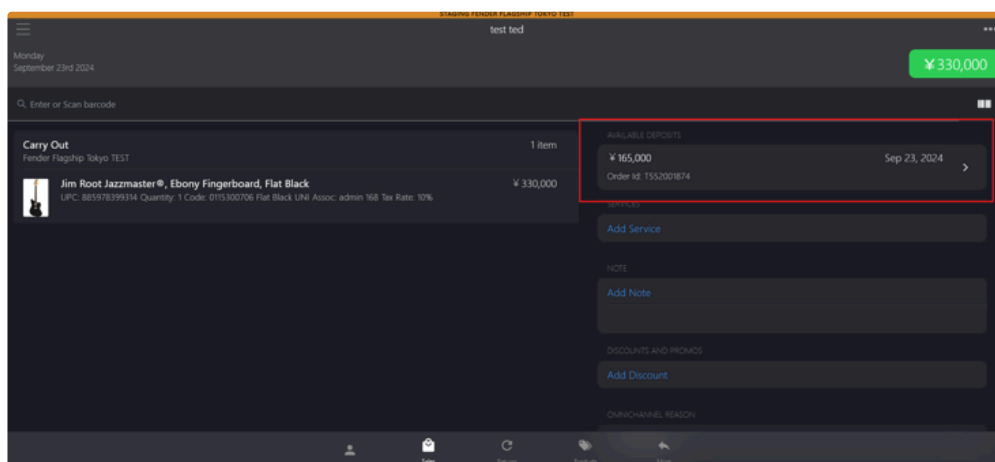 STAGING FENDER FLAGSHIP TOKYO TEST
test ted
Monday
September 23rd 2024
¥330,000
Enter or Scan barcode
Carry Out
1 item
Fender Flagship Tokyo TEST
Jim Root Jazzmaster®, Ebony Fingerboard, Flat Black
¥ 330,000
UPC: 885978399314 Quantity: 1 Code: 0115300706 Flat Black UNI Assoc: admin 168 Tax Rate: 10%
AVAILABLE DEPOSITS
¥ 165,000
Sep 23, 2024
Order Id: T552001874
SERVICES
Add Service
NOTE
Add Note
DISCOUNTS AND PROMOS
Add Discount
OMNICHANNEL REASON
Sales
Returns
Products